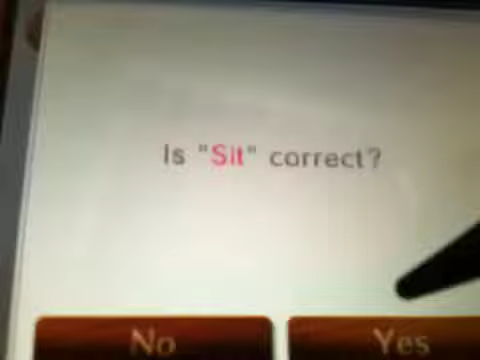 Is "Sit" correct?
No Yes